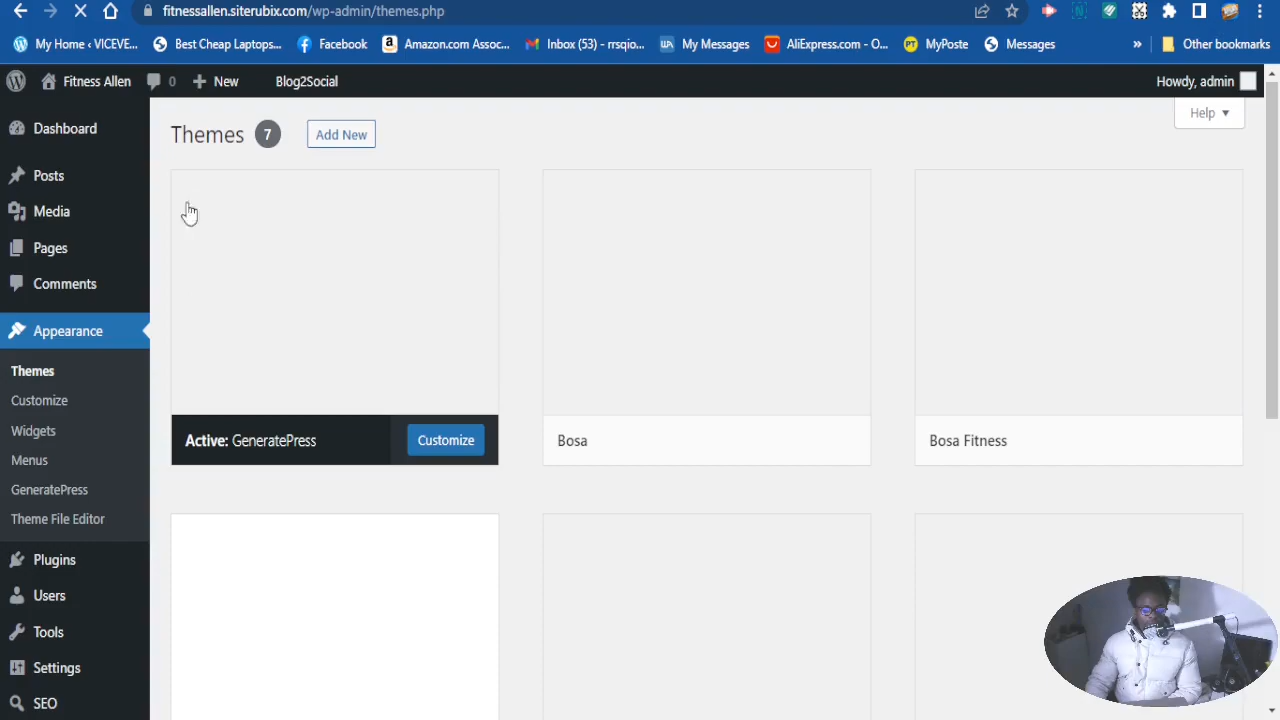 fitnessallen.siterubix.com/wp-admin/themes.php
My Home ‹ VICEVE... Best Cheap Laptops... Facebook Amazon.com Assoc... Inbox (53) – rrsqio... My Messages AliExpress.com - O... MyPoste Messages » Other bookmarks
Fitness Allen 0 New Blog2Social Howdy, admin
Help
Dashboard
Posts
Media
Pages
Comments
Appearance
Themes
Customize
Widgets
Menus
GeneratePress
Theme File Editor
Plugins
Users
Tools
Settings
SEO
Themes 7 Add New
Active: GeneratePress Customize
Bosa
Bosa Fitness